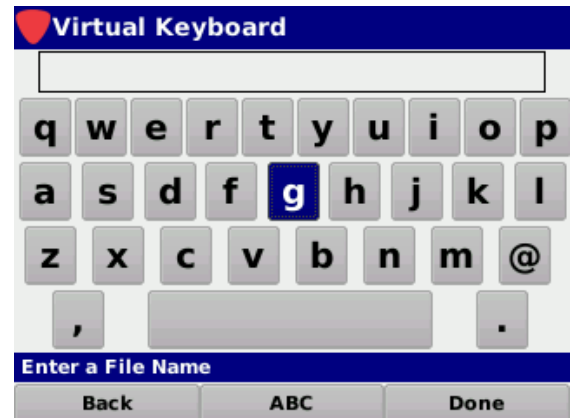 Virtual Keyboard
q w e r t y u i o p
a s d f g h j k l
z x c v b n m @
, .
Enter a File Name
Back ABC Done